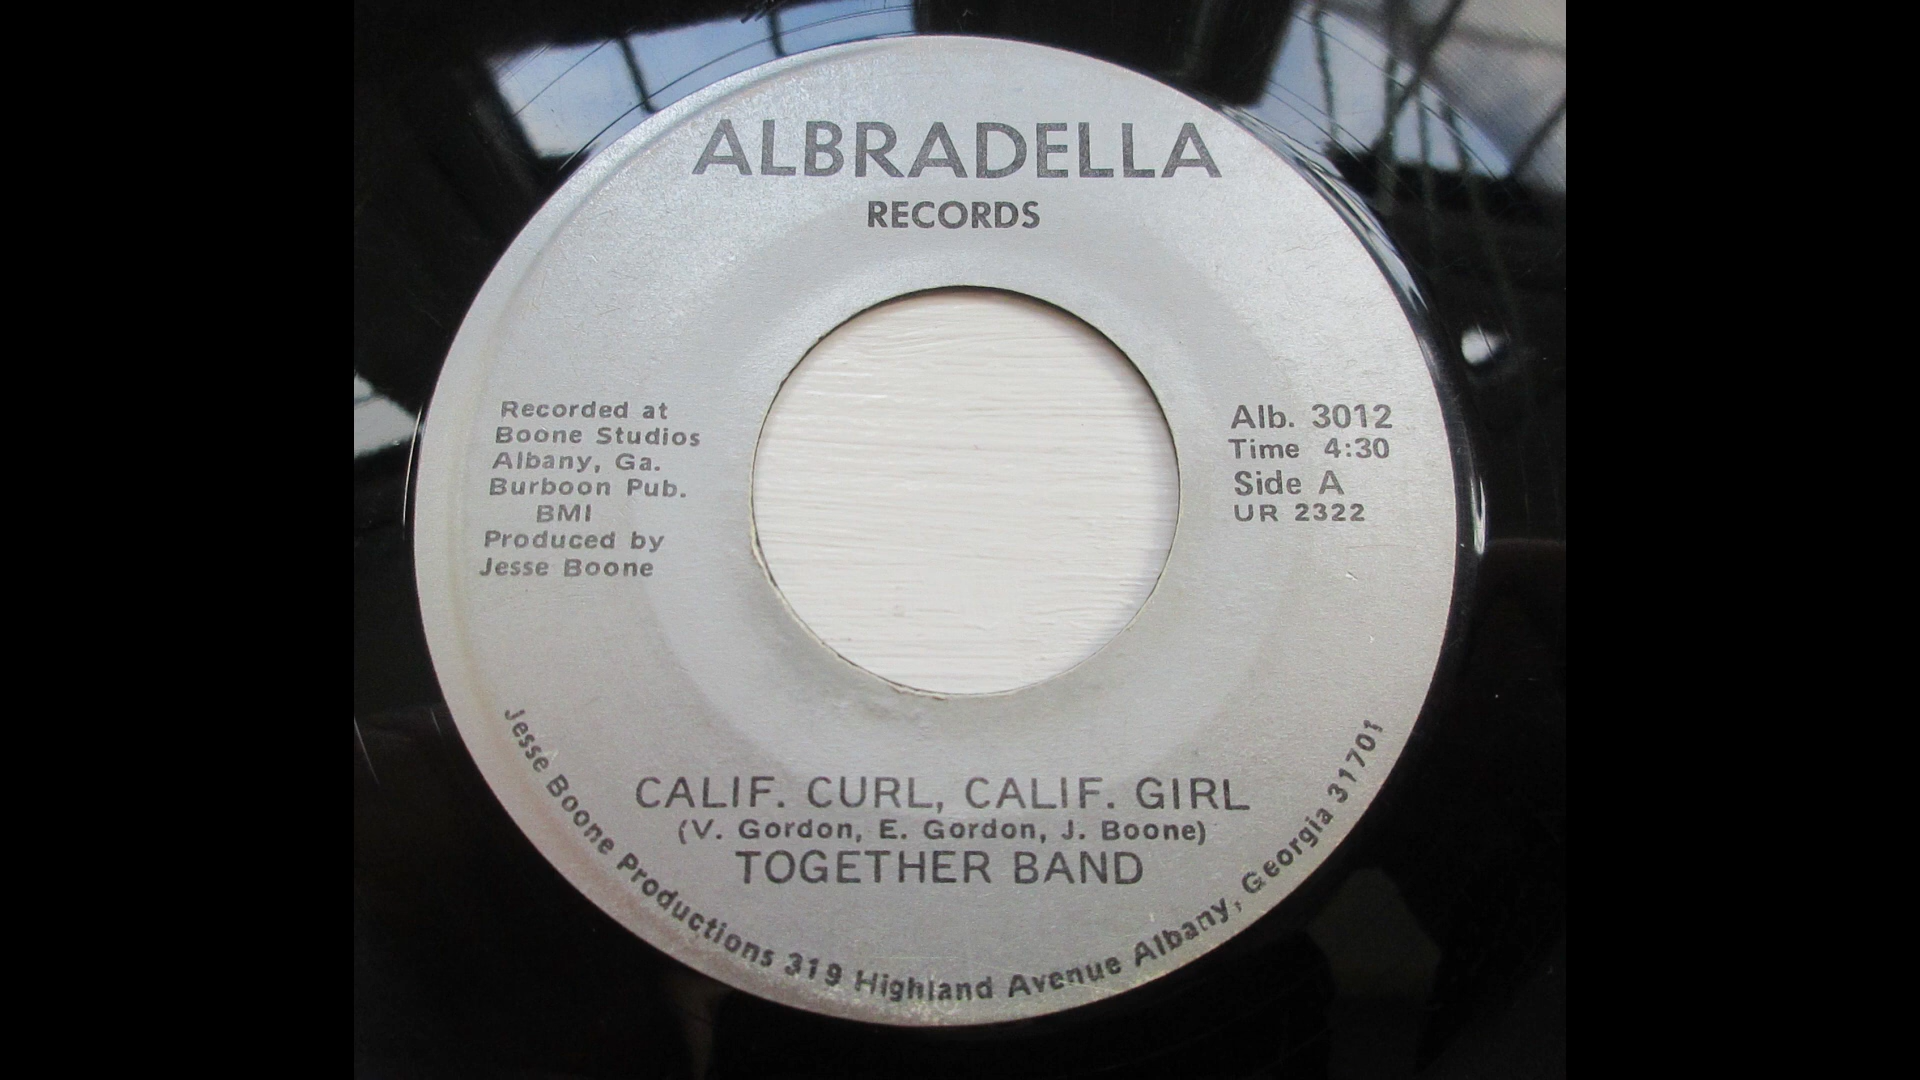 ALBRADELLA
RECORDS
Recorded at
Boone Studios
Albany, Ga.
Burboon Pub.
BMI
Produced by
Jesse Boone
Alb. 3012
Time 4:30
Side A
UR 2322
CALIF. CURL, CALIF. GIRL
(V. Gordon, E. Gordon, J. Boone)
TOGETHER BAND
Jesse Boone Productions 319 Highland Avenue Albany, Georgia 31701